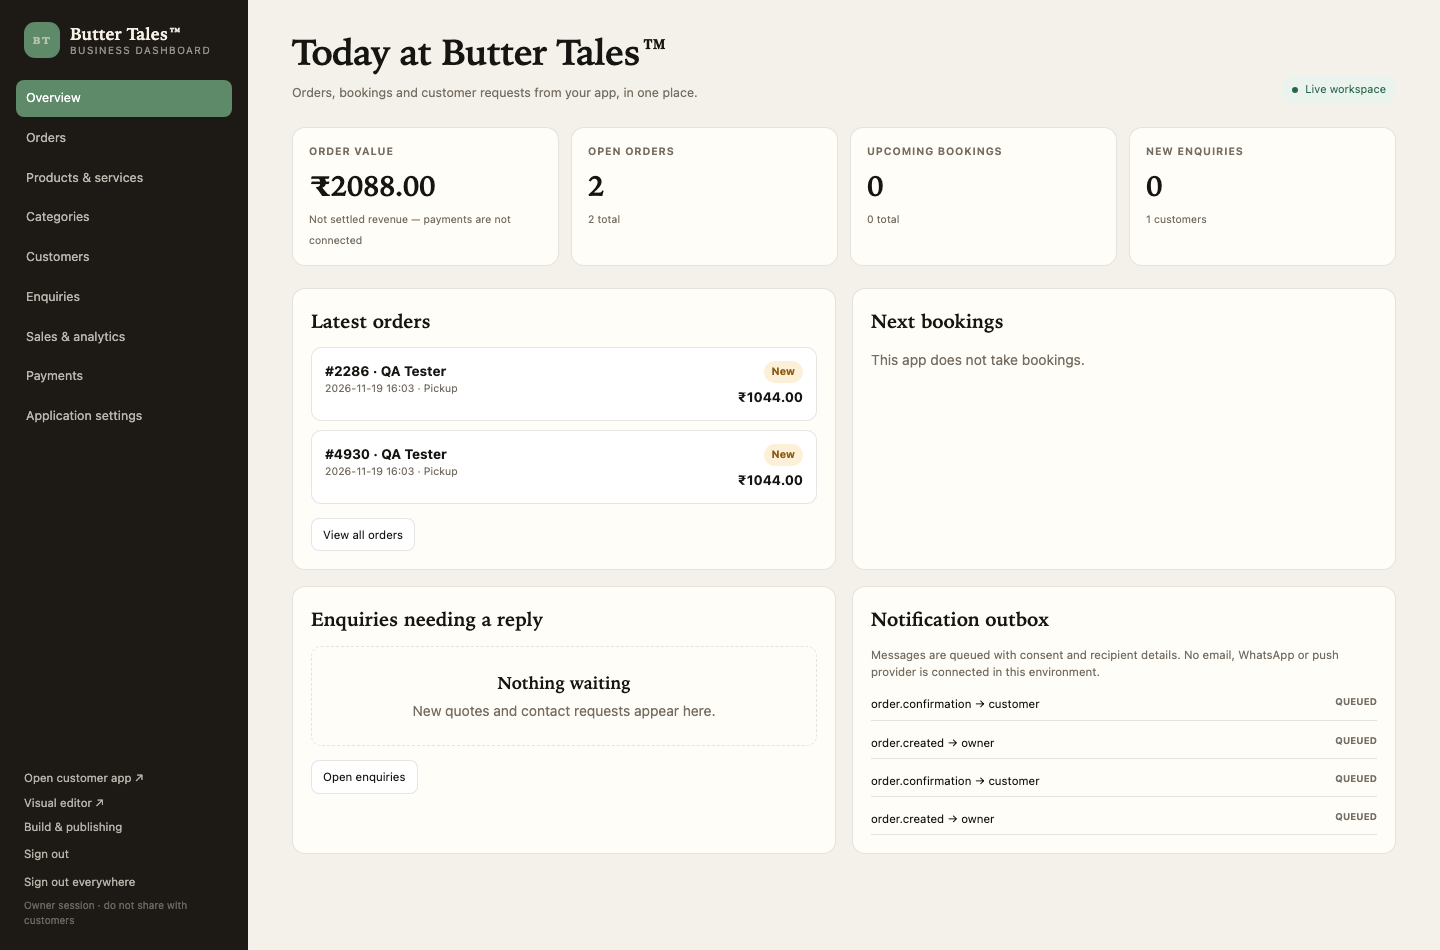 BT
Butter Tales™
BUSINESS DASHBOARD
Overview
Orders
Products & services
Categories
Customers
Enquiries
Sales & analytics
Payments
Application settings
Open customer app ↗
Visual editor ↗
Build & publishing
Sign out
Sign out everywhere
Owner session · do not share with
customers
Today at Butter Tales™
Orders, bookings and customer requests from your app, in one place.
Live workspace
ORDER VALUE
₹2088.00
Not settled revenue — payments are not
connected
OPEN ORDERS
2
2 total
UPCOMING BOOKINGS
0
0 total
NEW ENQUIRIES
0
1 customers
Latest orders
#2286 · QA Tester
2026-11-19 16:03 · Pickup
New
₹1044.00
#4930 · QA Tester
2026-11-19 16:03 · Pickup
New
₹1044.00
View all orders
Next bookings
This app does not take bookings.
Enquiries needing a reply
Nothing waiting
New quotes and contact requests appear here.
Open enquiries
Notification outbox
Messages are queued with consent and recipient details. No email, WhatsApp or push
provider is connected in this environment.
order.confirmation → customer QUEUED
order.created → owner QUEUED
order.confirmation → customer QUEUED
order.created → owner QUEUED